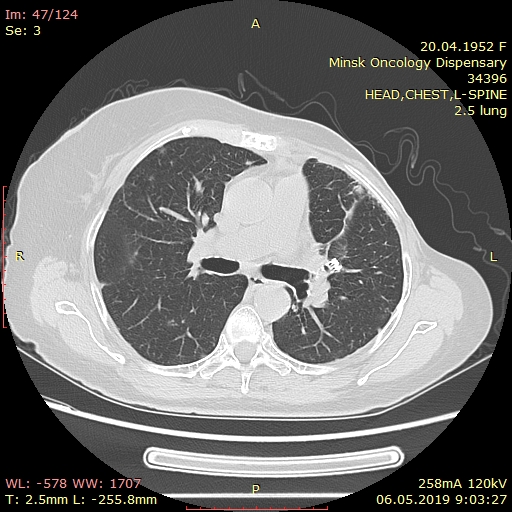 Im: 47/124
Se: 3
A
20.04.1952 F
Minsk Oncology Dispensary
34396
HEAD,CHEST,L-SPINE
2.5 lung
R
L
WL: -578 WW: 1707
T: 2.5mm L: -255.8mm
P
258mA 120kV
06.05.2019 9:03:27